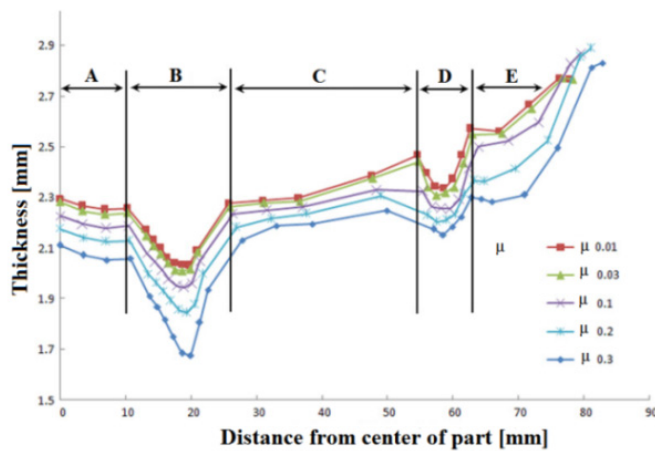 2.9
2.7
2.5
2.3
2.1
1.9
1.7
1.5
Thickness [mm]
A B C D E
μ
μ 0.01
μ 0.03
μ 0.1
μ 0.2
μ 0.3
0 10 20 30 40 50 60 70 80 90
Distance from center of part [mm]